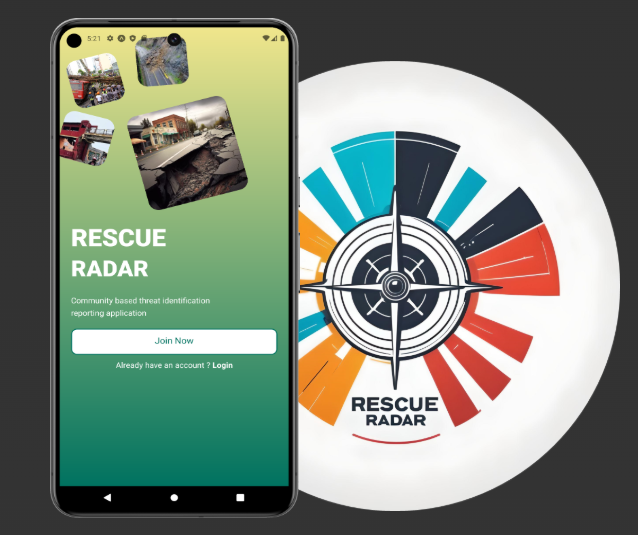 5:21
RESCUE
RADAR
Community based threat identification
reporting application
Join Now
Already have an account ? Login
RESCUE
RADAR